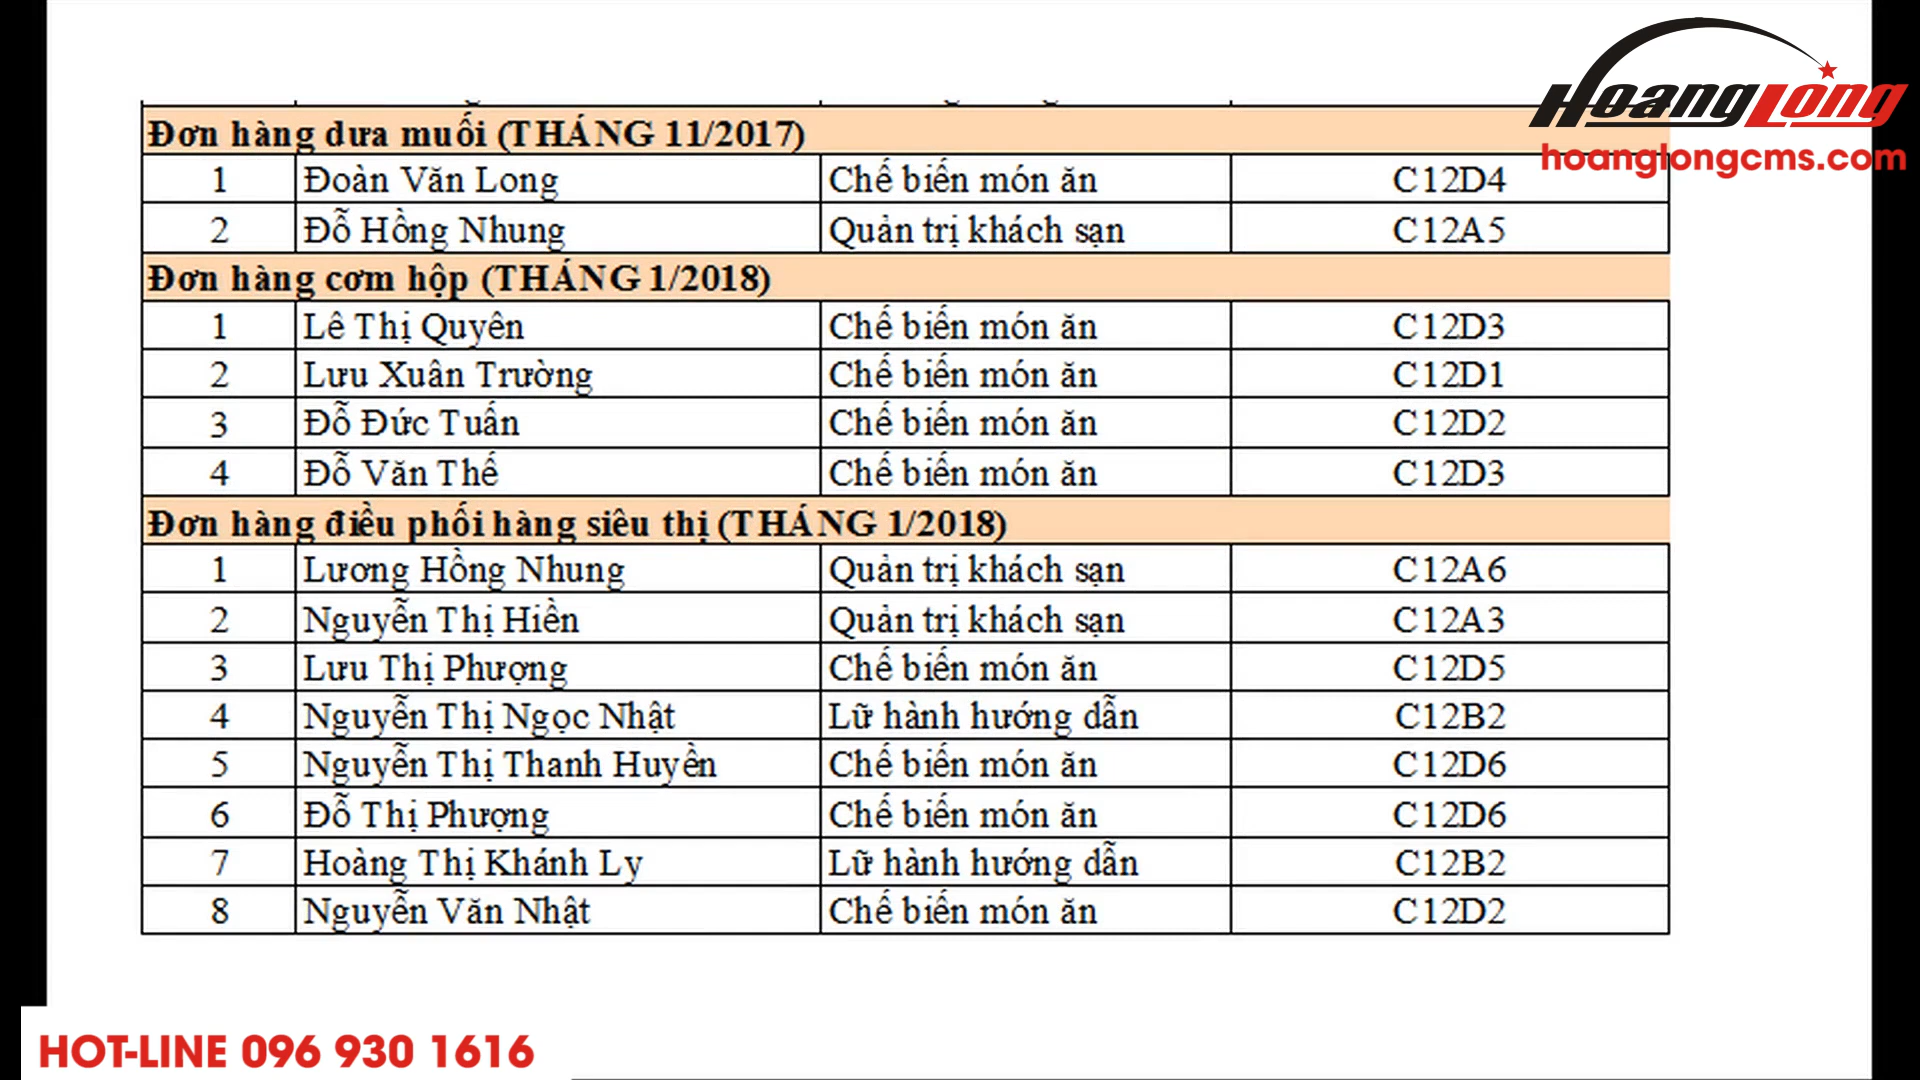 HoangLong
hoanglongcms.com
Đơn hàng dưa muối (THÁNG 11/2017)
1 Đoàn Văn Long Chế biến món ăn C12D4
2 Đỗ Hồng Nhung Quản trị khách sạn C12A5
Đơn hàng cơm hộp (THÁNG 1/2018)
1 Lê Thị Quyên Chế biến món ăn C12D3
2 Lưu Xuân Trường Chế biến món ăn C12D1
3 Đỗ Đức Tuấn Chế biến món ăn C12D2
4 Đỗ Văn Thế Chế biến món ăn C12D3
Đơn hàng điều phối hàng siêu thị (THÁNG 1/2018)
1 Lương Hồng Nhung Quản trị khách sạn C12A6
2 Nguyễn Thị Hiền Quản trị khách sạn C12A3
3 Lưu Thị Phượng Chế biến món ăn C12D5
4 Nguyễn Thị Ngọc Nhật Lữ hành hướng dẫn C12B2
5 Nguyễn Thị Thanh Huyền Chế biến món ăn C12D6
6 Đỗ Thị Phượng Chế biến món ăn C12D6
7 Hoàng Thị Khánh Ly Lữ hành hướng dẫn C12B2
8 Nguyễn Văn Nhật Chế biến món ăn C12D2
HOT-LINE 096 930 1616